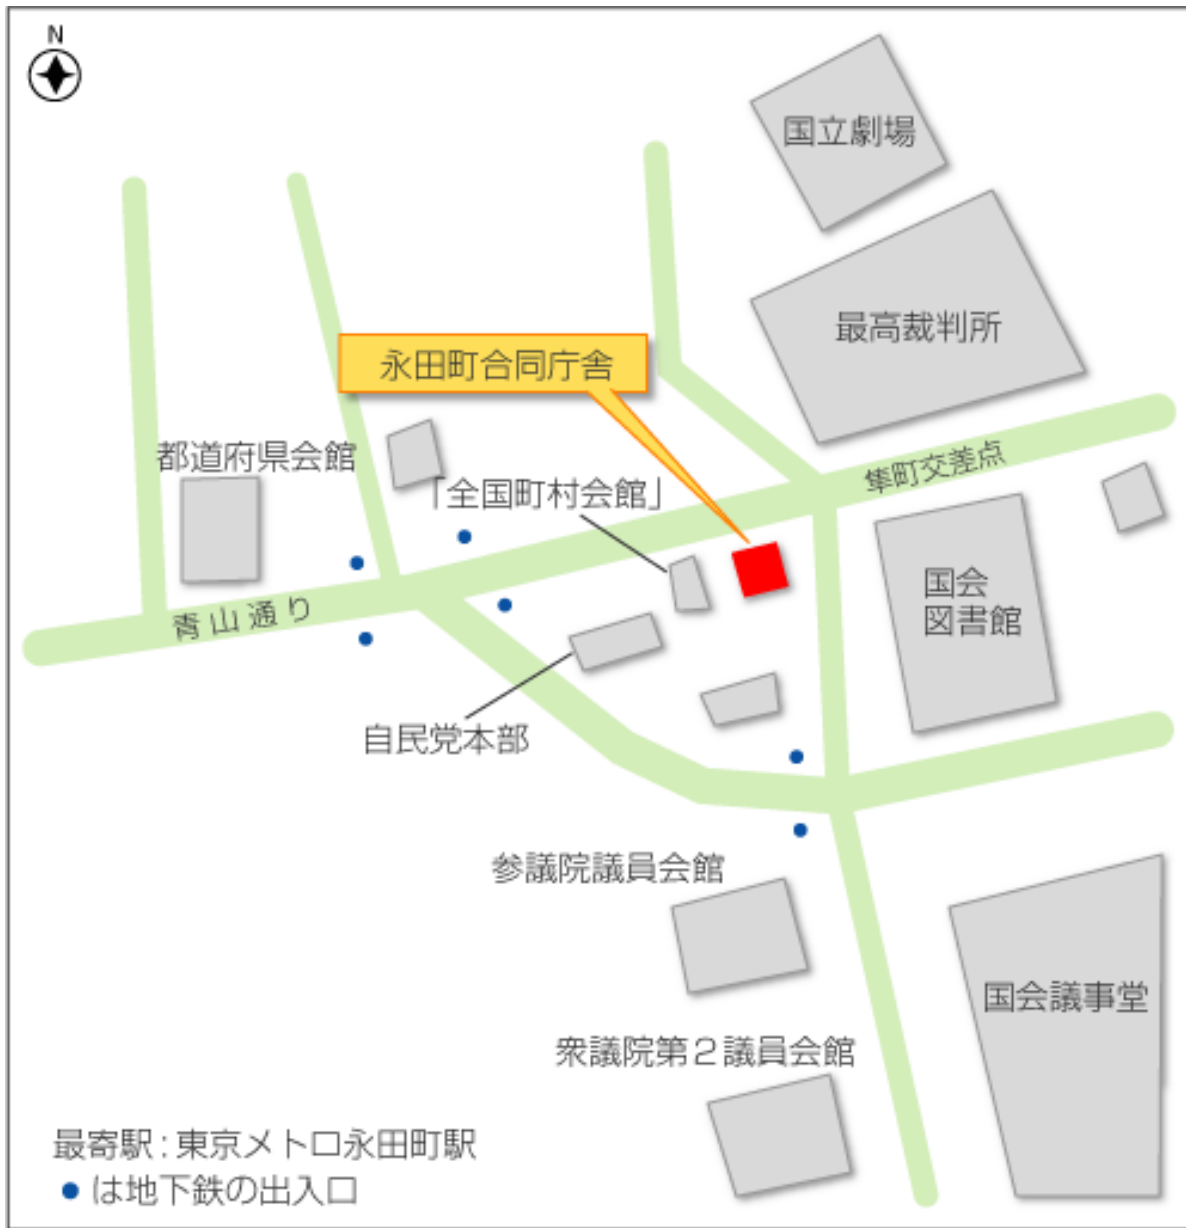 N
国立劇場
最高裁判所
永田町合同庁舎
都道府県会館
「全国町村会館」
隼町交差点
国会
図書館
青山通り
自民党本部
参議院議員会館
国会議事堂
衆議院第２議員会館
最寄駅：東京メトロ永田町駅
●は地下鉄の出入口